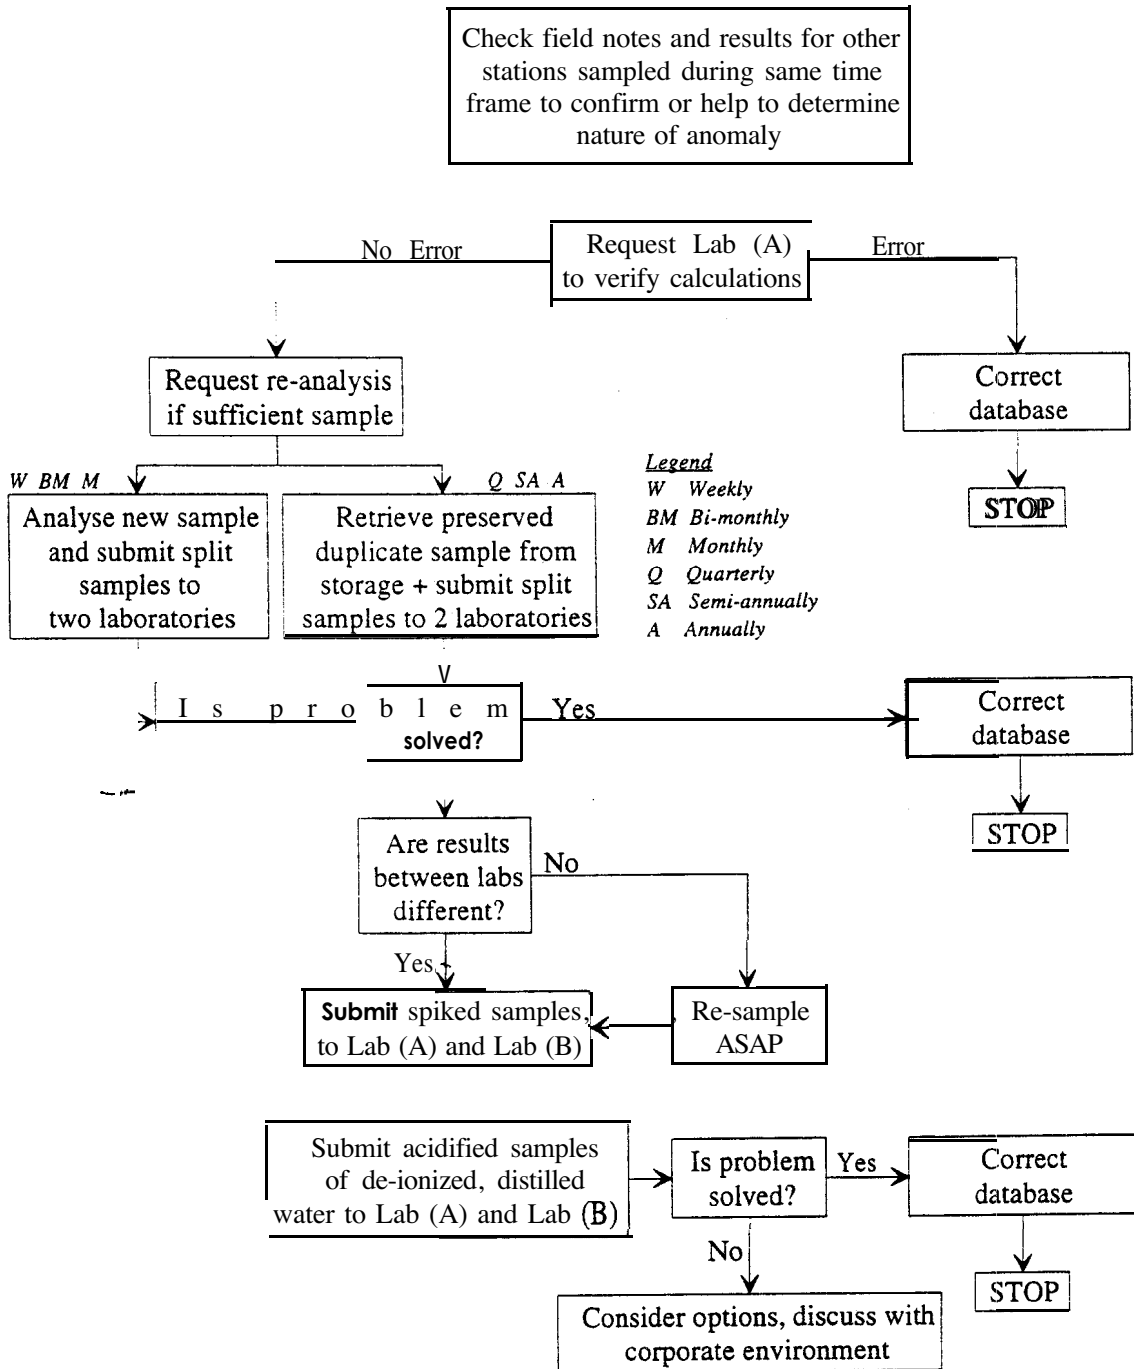 Check field notes and results for other
stations sampled during same time
frame to confirm or help to determine
nature of anomaly
No Error
Request Lab (A)
to verify calculations
Error
Request re-analysis
if sufficient sample
Correct
database
STOP
W BM M
Analyse new sample
and submit split
samples to
two laboratories
Q SA A
Retrieve preserved
duplicate sample from
storage + submit split
samples to 2 laboratories
Legend
W Weekly
BM Bi-monthly
M Monthly
Q Quarterly
SA Semi-annually
A Annually
Is problem
solved?
Yes
Correct
database
STOP
Are results
between labs
different?
No
Yes
Submit spiked samples,
to Lab (A) and Lab (B)
Re-sample
ASAP
Submit acidified samples
of de-ionized, distilled
water to Lab (A) and Lab (B)
Is problem
solved?
Yes
Correct
database
STOP
No
Consider options, discuss with
corporate environment